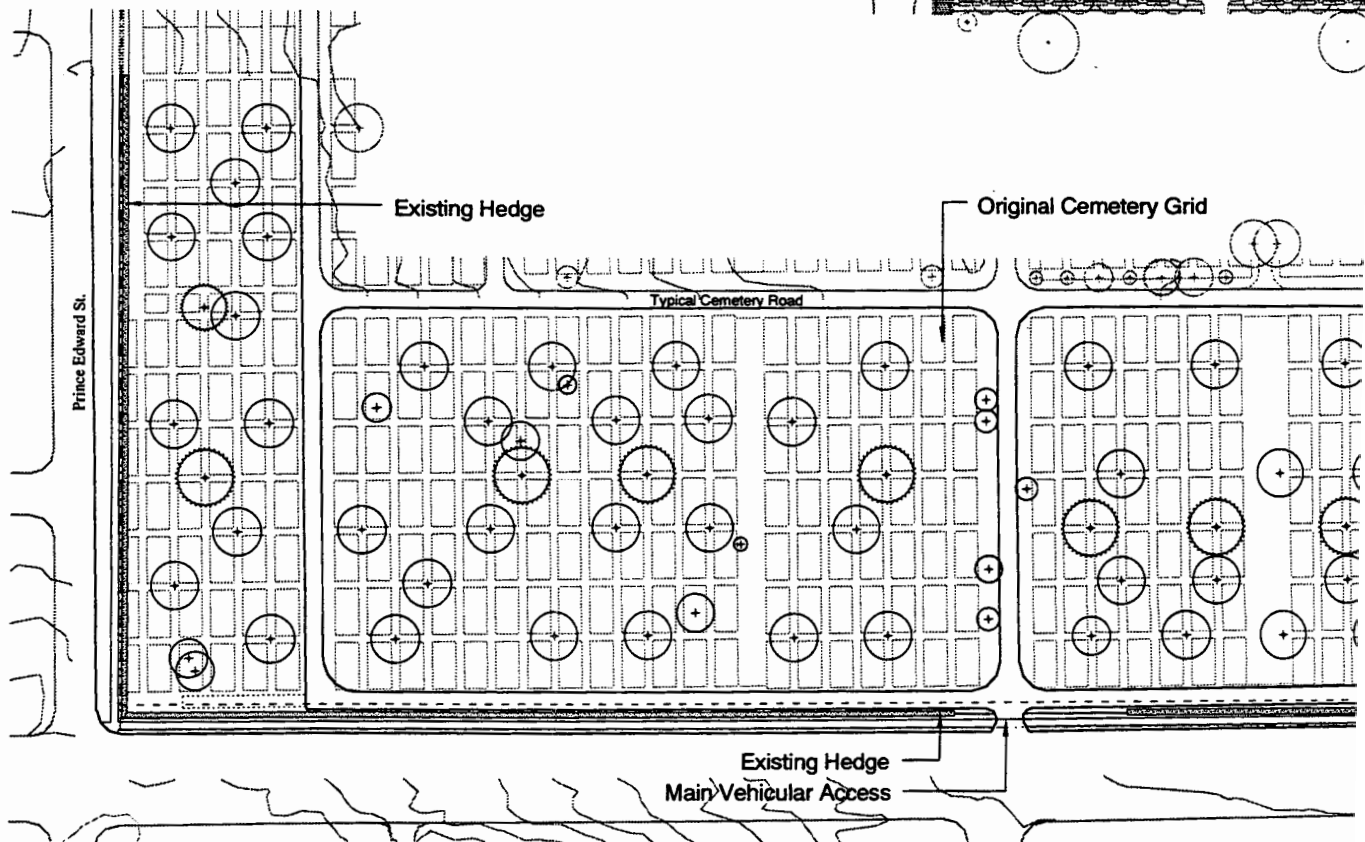 Existing Hedge
Original Cemetery Grid
Typical Cemetery Road
Prince Edward St.
Existing Hedge
Main Vehicular Access